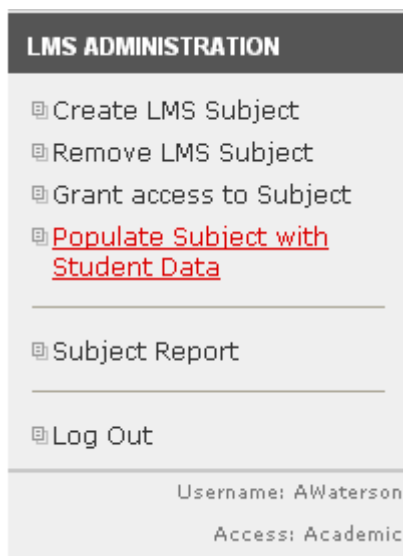 LMS ADMINISTRATION
Create LMS Subject
Remove LMS Subject
Grant access to Subject
Populate Subject with
Student Data
Subject Report
Log Out
Username: AWaterson
Access: Academic